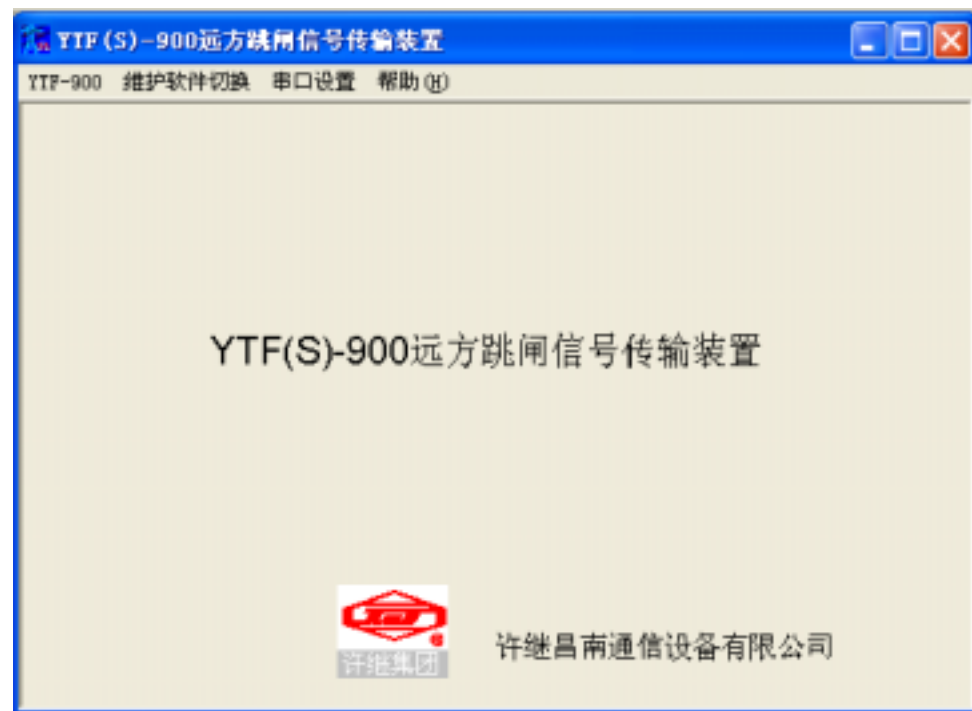 YTF(S)-900远方跳闸信号传输装置
YTF-900 维护软件切换 串口设置 帮助(H)
YTF(S)-900远方跳闸信号传输装置
许继集团
许继昌南通信设备有限公司